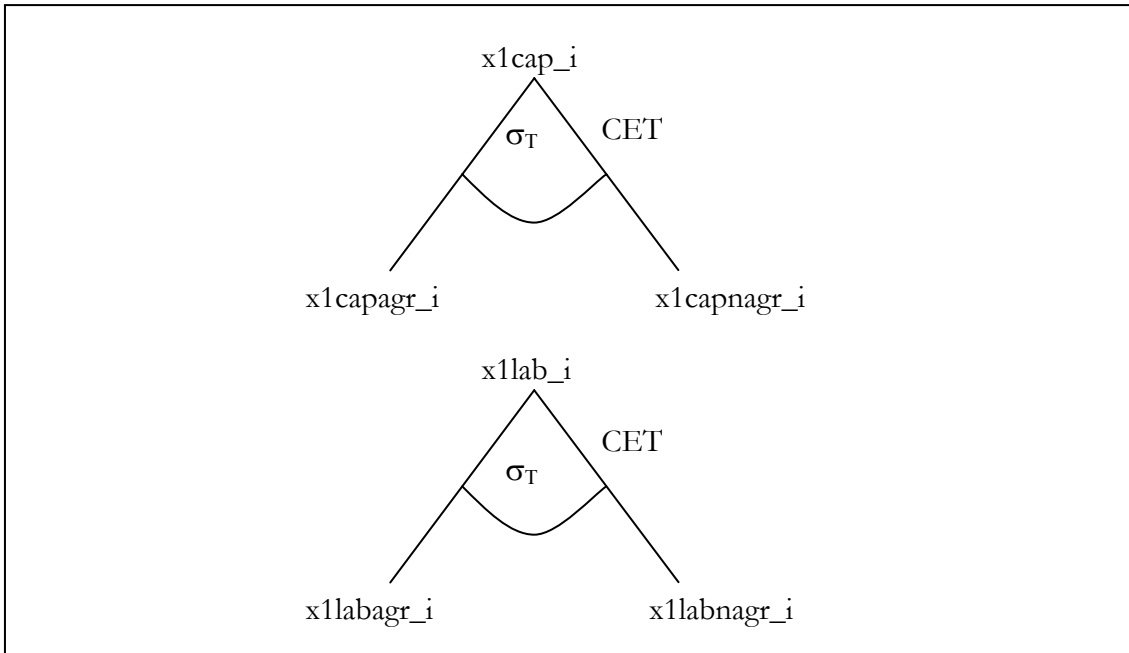 x1cap_i
σT
CET
x1capagr_i
x1capnagr_i
x1lab_i
σT
CET
x1labagr_i
x1labnagr_i